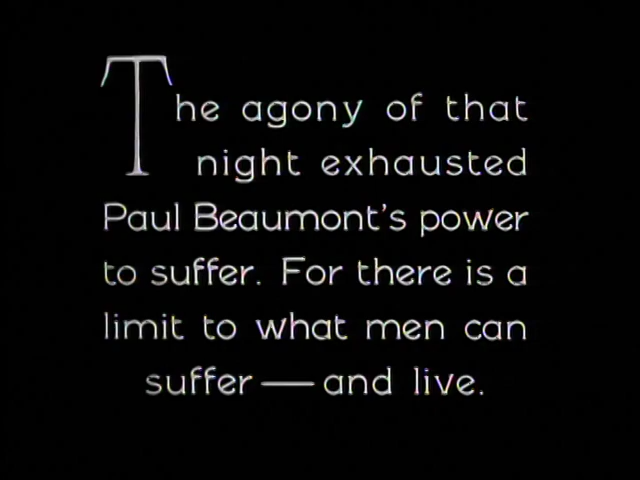 The agony of that
night exhausted
Paul Beaumont's power
to suffer. For there is a
limit to what men can
suffer—and live.